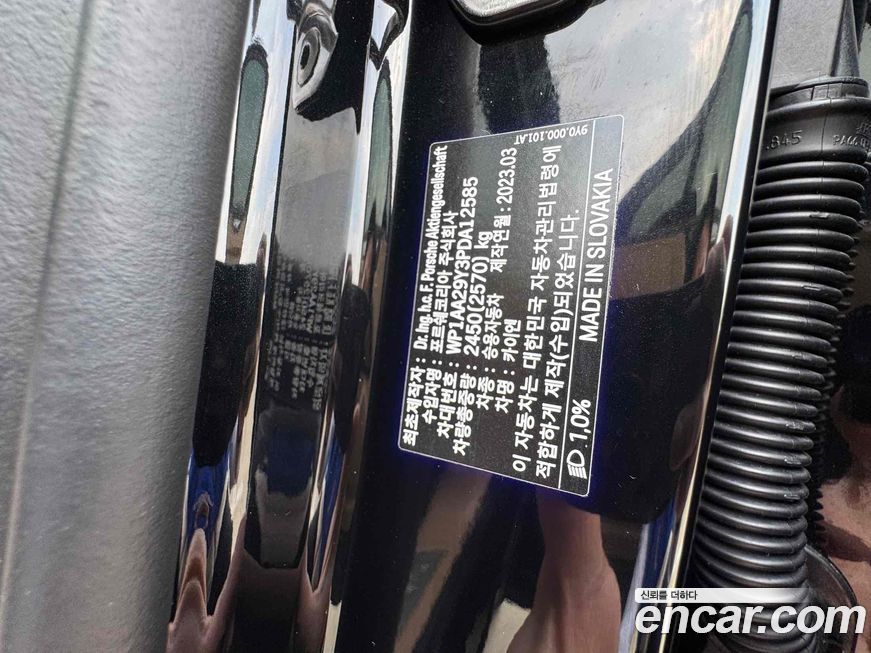 9Y0.000.101.AT
최초제작자 : Dr. Ing. h.c. F. Porsche Aktiengesellschaft
수입자명 : 포르쉐코리아 주식회사
차대번호 : WP1AA29Y3PDA12585
차량총중량 : 2450(2570) kg
차종 : 승용자동차 제작연월 : 2023.03
차명 : 카이엔
이 자동차는 대한민국 자동차관리법령에
적합하게 제작(수입)되었습니다.
1,0% MADE IN SLOVAKIA
.845
신뢰를 더하다
encar.com